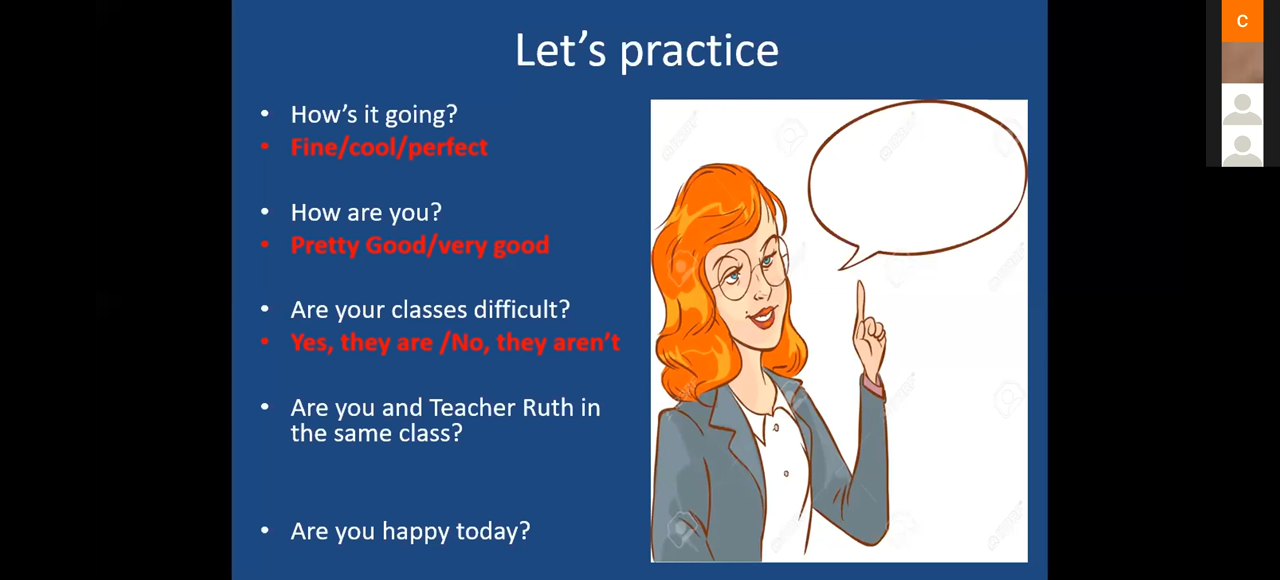 Let's practice
• How's it going?
• Fine/cool/perfect
• How are you?
• Pretty Good/very good
• Are your classes difficult?
• Yes, they are /No, they aren't
• Are you and Teacher Ruth in
the same class?
• Are you happy today?
C